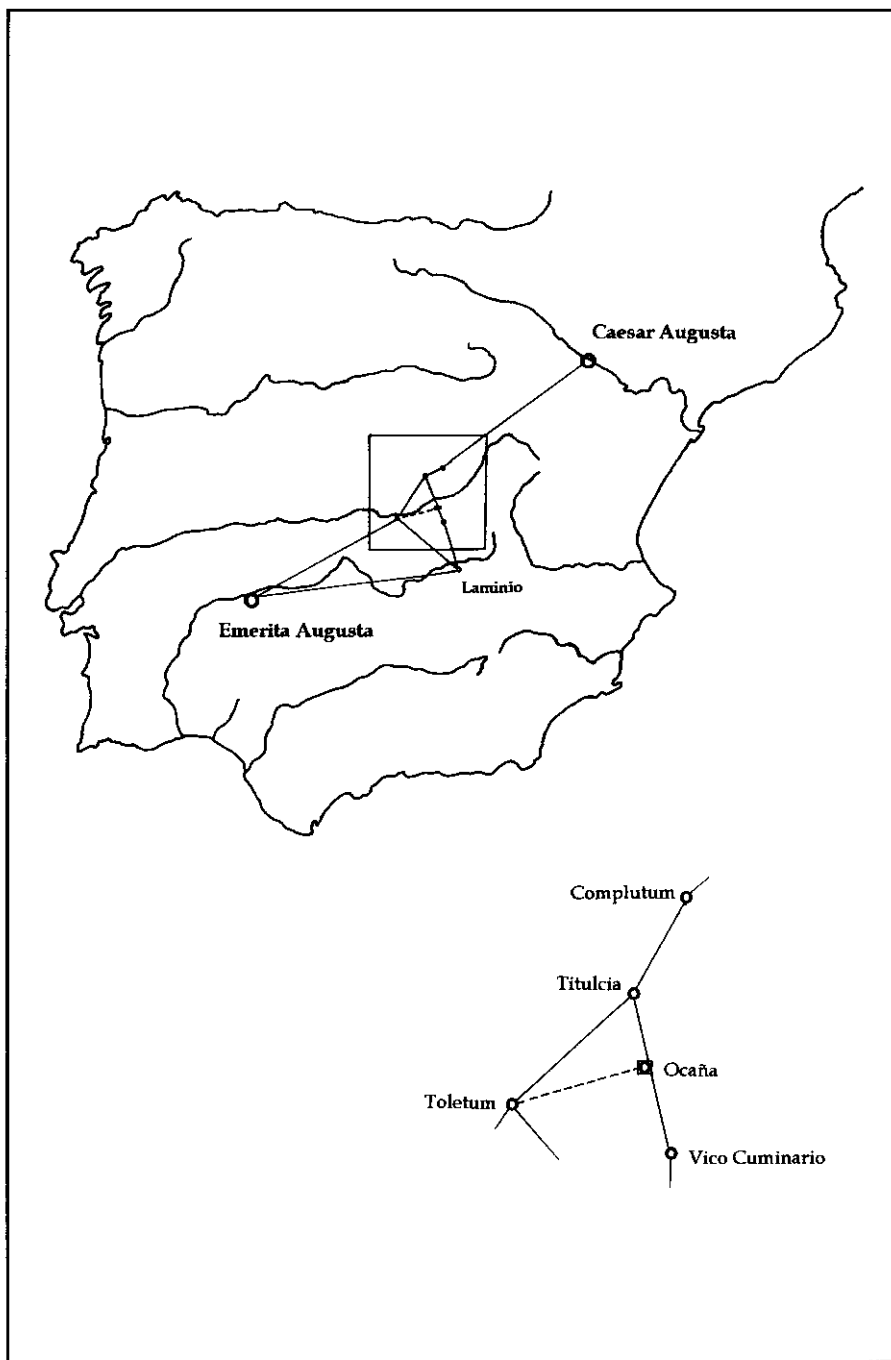 Caesar Augusta
Laminio
Emerita Augusta
Complutum
Titulcia
Ocaña
Toletum
Vico Cuminario